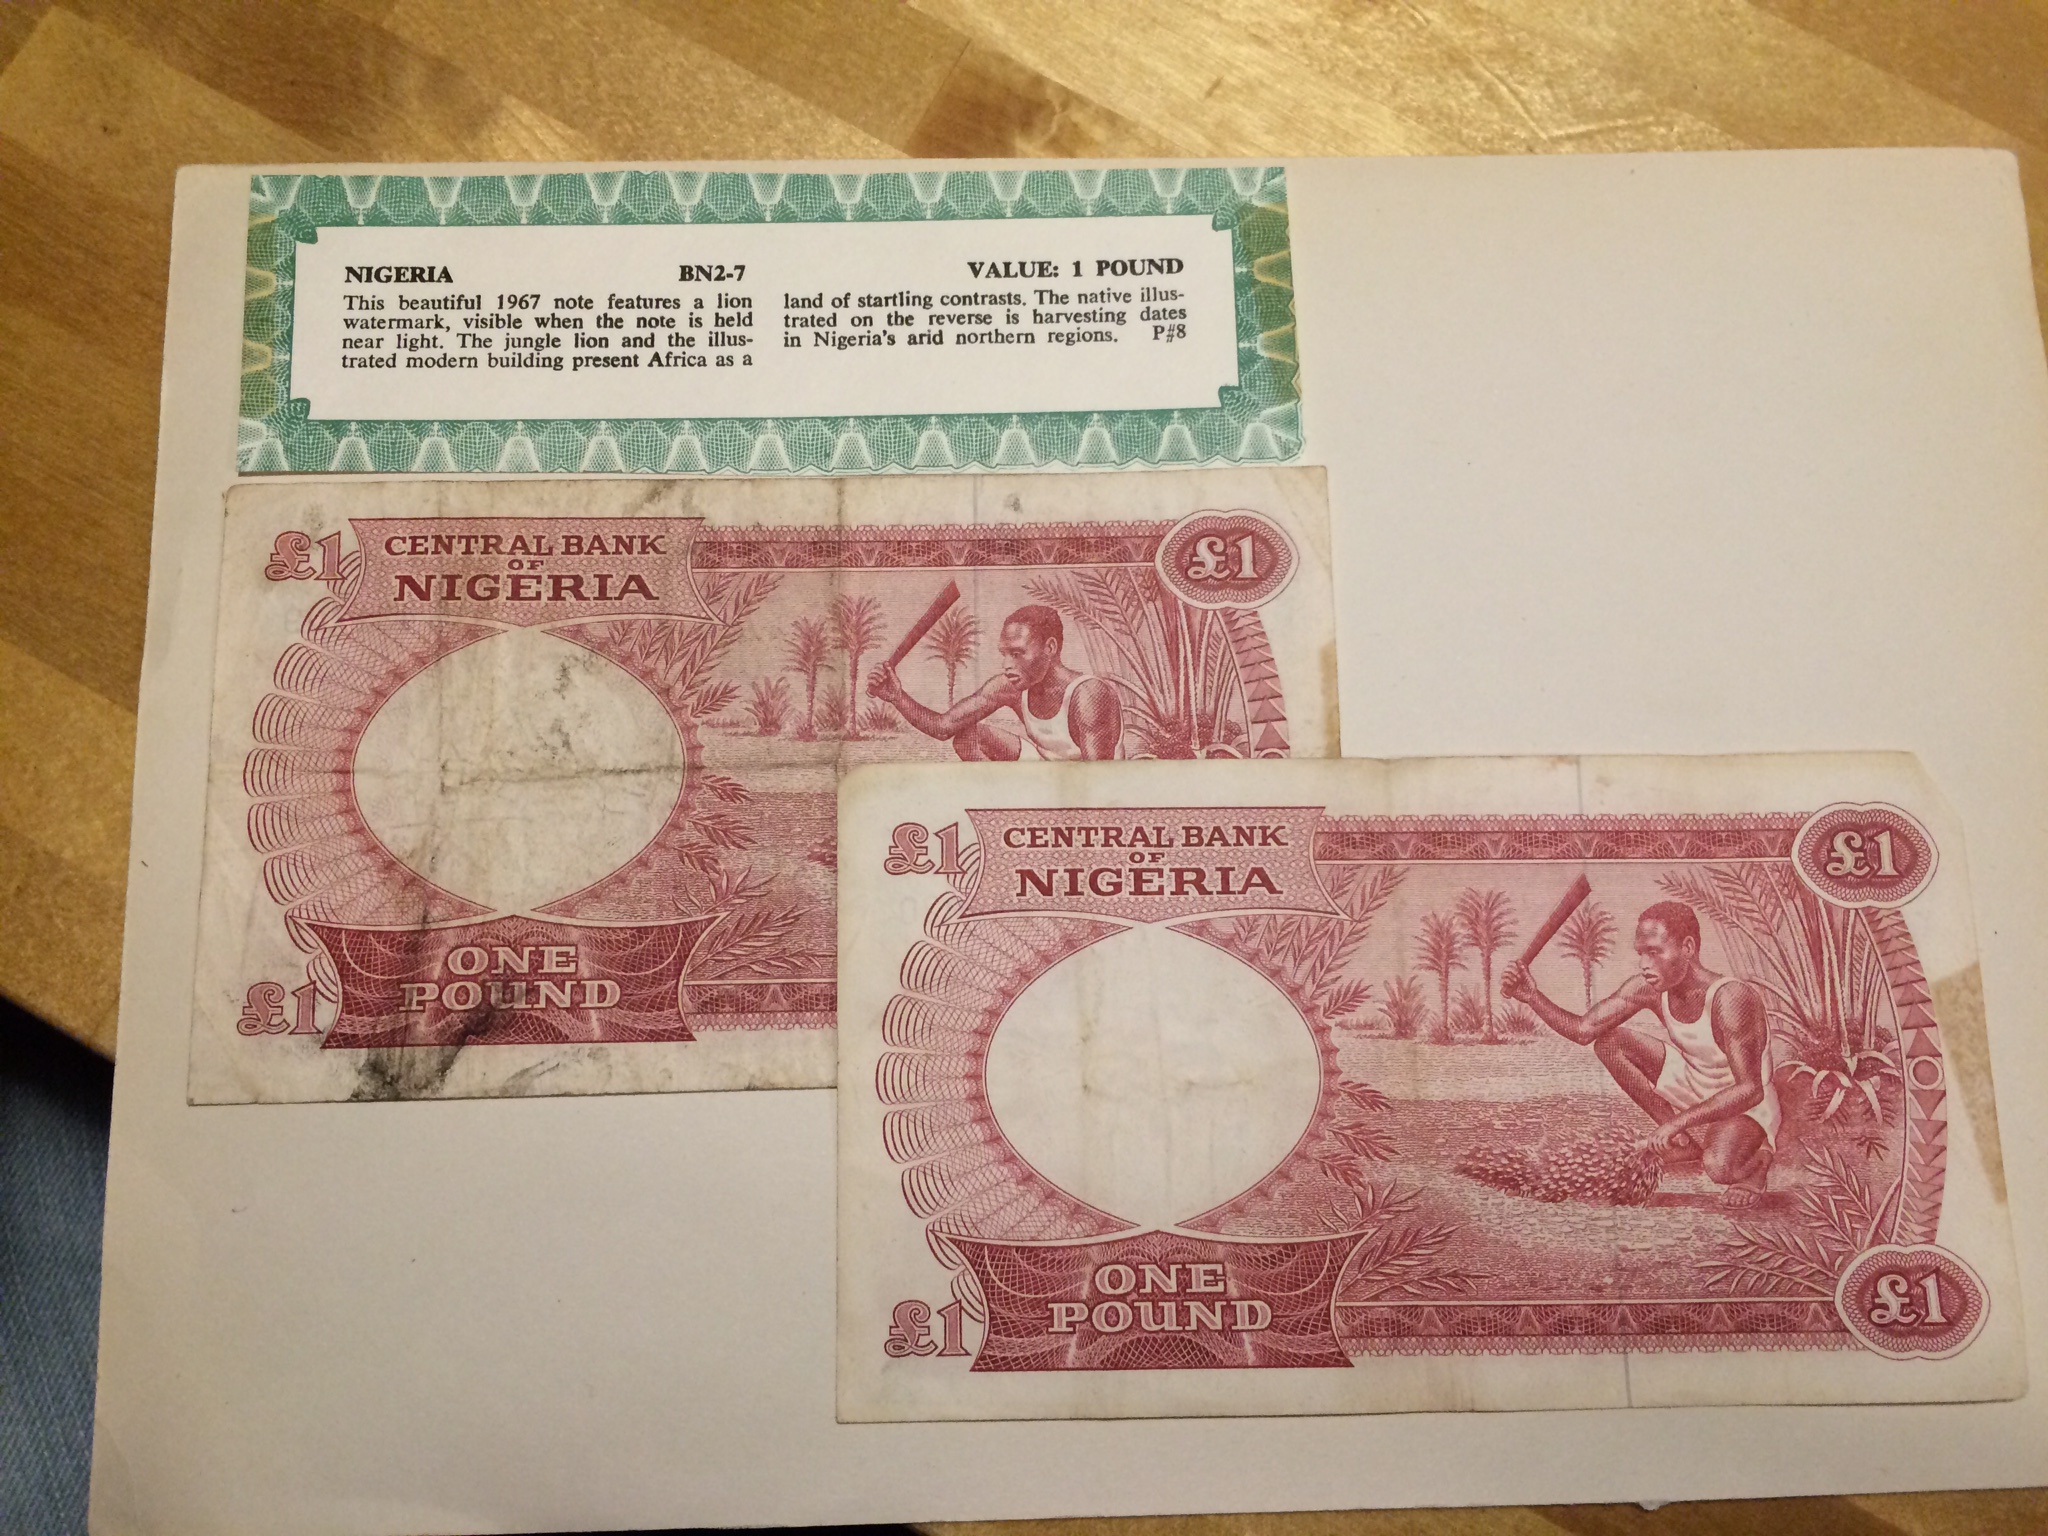 NIGERIA BN2-7 VALUE: 1 POUND
This beautiful 1967 note features a lion
watermark, visible when the note is held
near light. The jungle lion and the illus-
trated modern building present Africa as a
land of startling contrasts. The native illus-
trated on the reverse is harvesting dates
in Nigeria's arid northern regions. P#8
£1 CENTRAL BANK £1
OF
NIGERIA
ONE
£1 POUND
£1 CENTRAL BANK £1
OF
NIGERIA
ONE
£1 POUND £1